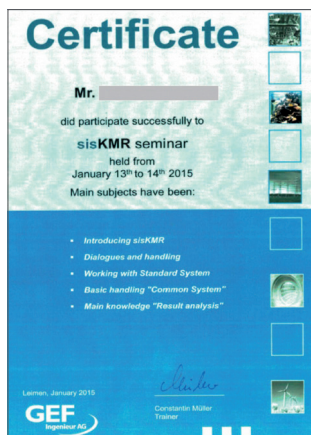 Certificate
Mr.
did participate successfully to
sisKMR seminar
held from
January 13th to 14th 2015
Main subjects have been:
• Introducing sisKMR
• Dialogues and handling
• Working with Standard System
• Basic handling "Common System"
• Main knowledge "Result analysis"
Leimen, January 2015
GEF
Ingenieur AG
Constantin Müller
Trainer